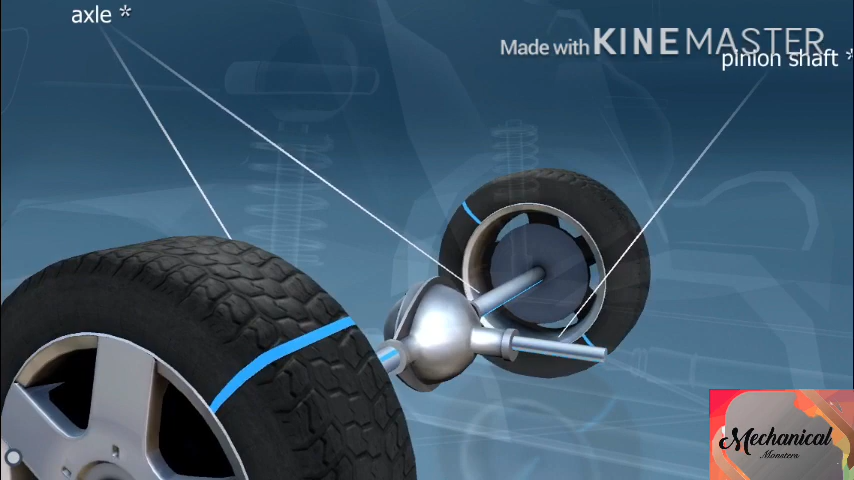 axle *
Made with KINEMASTER
pinion shaft *
Mechanical
Monsters